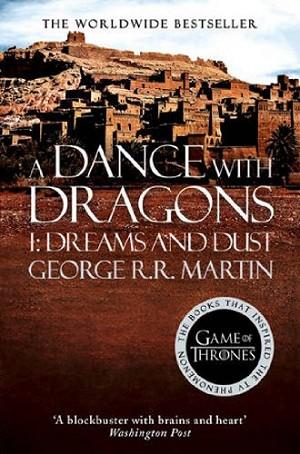 THE WORLDWIDE BESTSELLER
A DANCE WITH
DRAGONS
I: DREAMS AND DUST
GEORGE R.R. MARTIN
THE BOOKS THAT INSPIRED THE TV PHENOMENON
GAME OF
THRONES
‘A blockbuster with brains and heart’
Washington Post